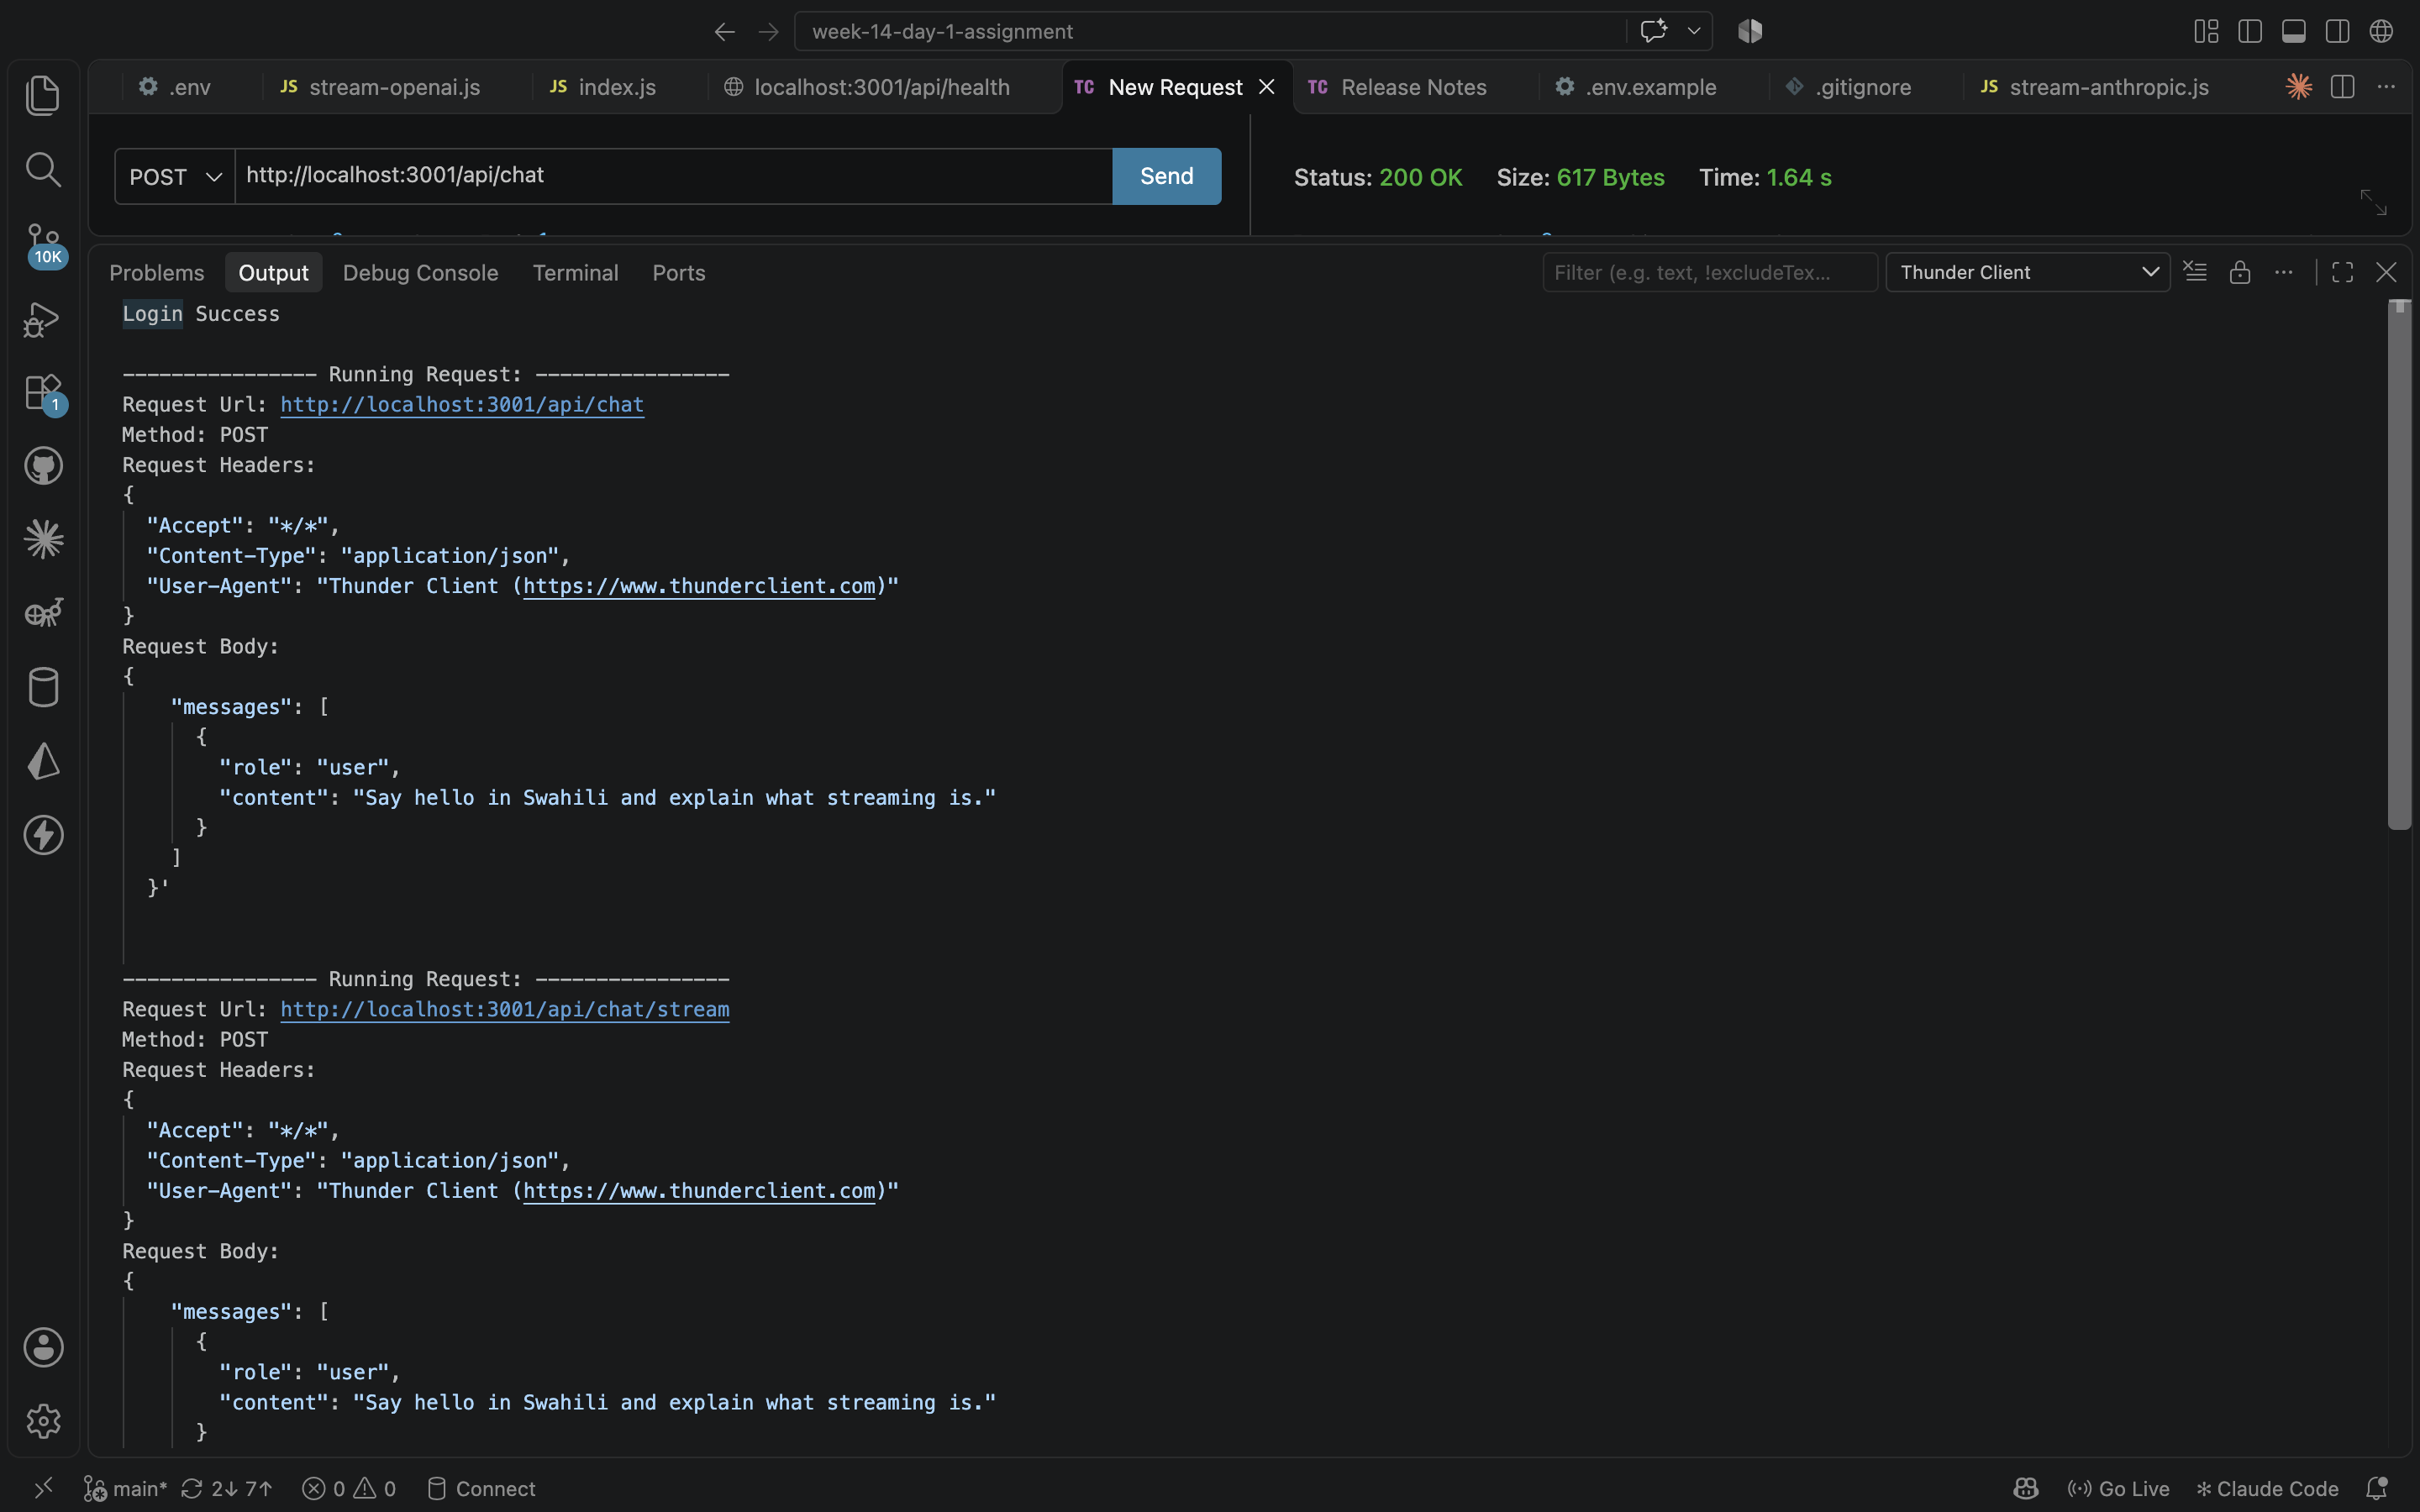 week-14-day-1-assignment
.env
JS stream-openai.js
JS index.js
localhost:3001/api/health
TC New Request
TC Release Notes
.env.example
.gitignore
JS stream-anthropic.js
POST
http://localhost:3001/api/chat
Send
Status: 200 OK Size: 617 Bytes Time: 1.64 s
10K
1
Problems Output Debug Console Terminal Ports
Filter (e.g. text, !excludeTex...
Thunder Client
Login Success
---------------- Running Request: ----------------
Request Url: http://localhost:3001/api/chat
Method: POST
Request Headers:
{
"Accept": "*/*",
"Content-Type": "application/json",
"User-Agent": "Thunder Client (https://www.thunderclient.com)"
}
Request Body:
{
"messages": [
{
"role": "user",
"content": "Say hello in Swahili and explain what streaming is."
}
]
}'
---------------- Running Request: ----------------
Request Url: http://localhost:3001/api/chat/stream
Method: POST
Request Headers:
{
"Accept": "*/*",
"Content-Type": "application/json",
"User-Agent": "Thunder Client (https://www.thunderclient.com)"
}
Request Body:
{
"messages": [
{
"role": "user",
"content": "Say hello in Swahili and explain what streaming is."
}
main* 2↓ 7↑ 0 0 Connect
Go Live Claude Code